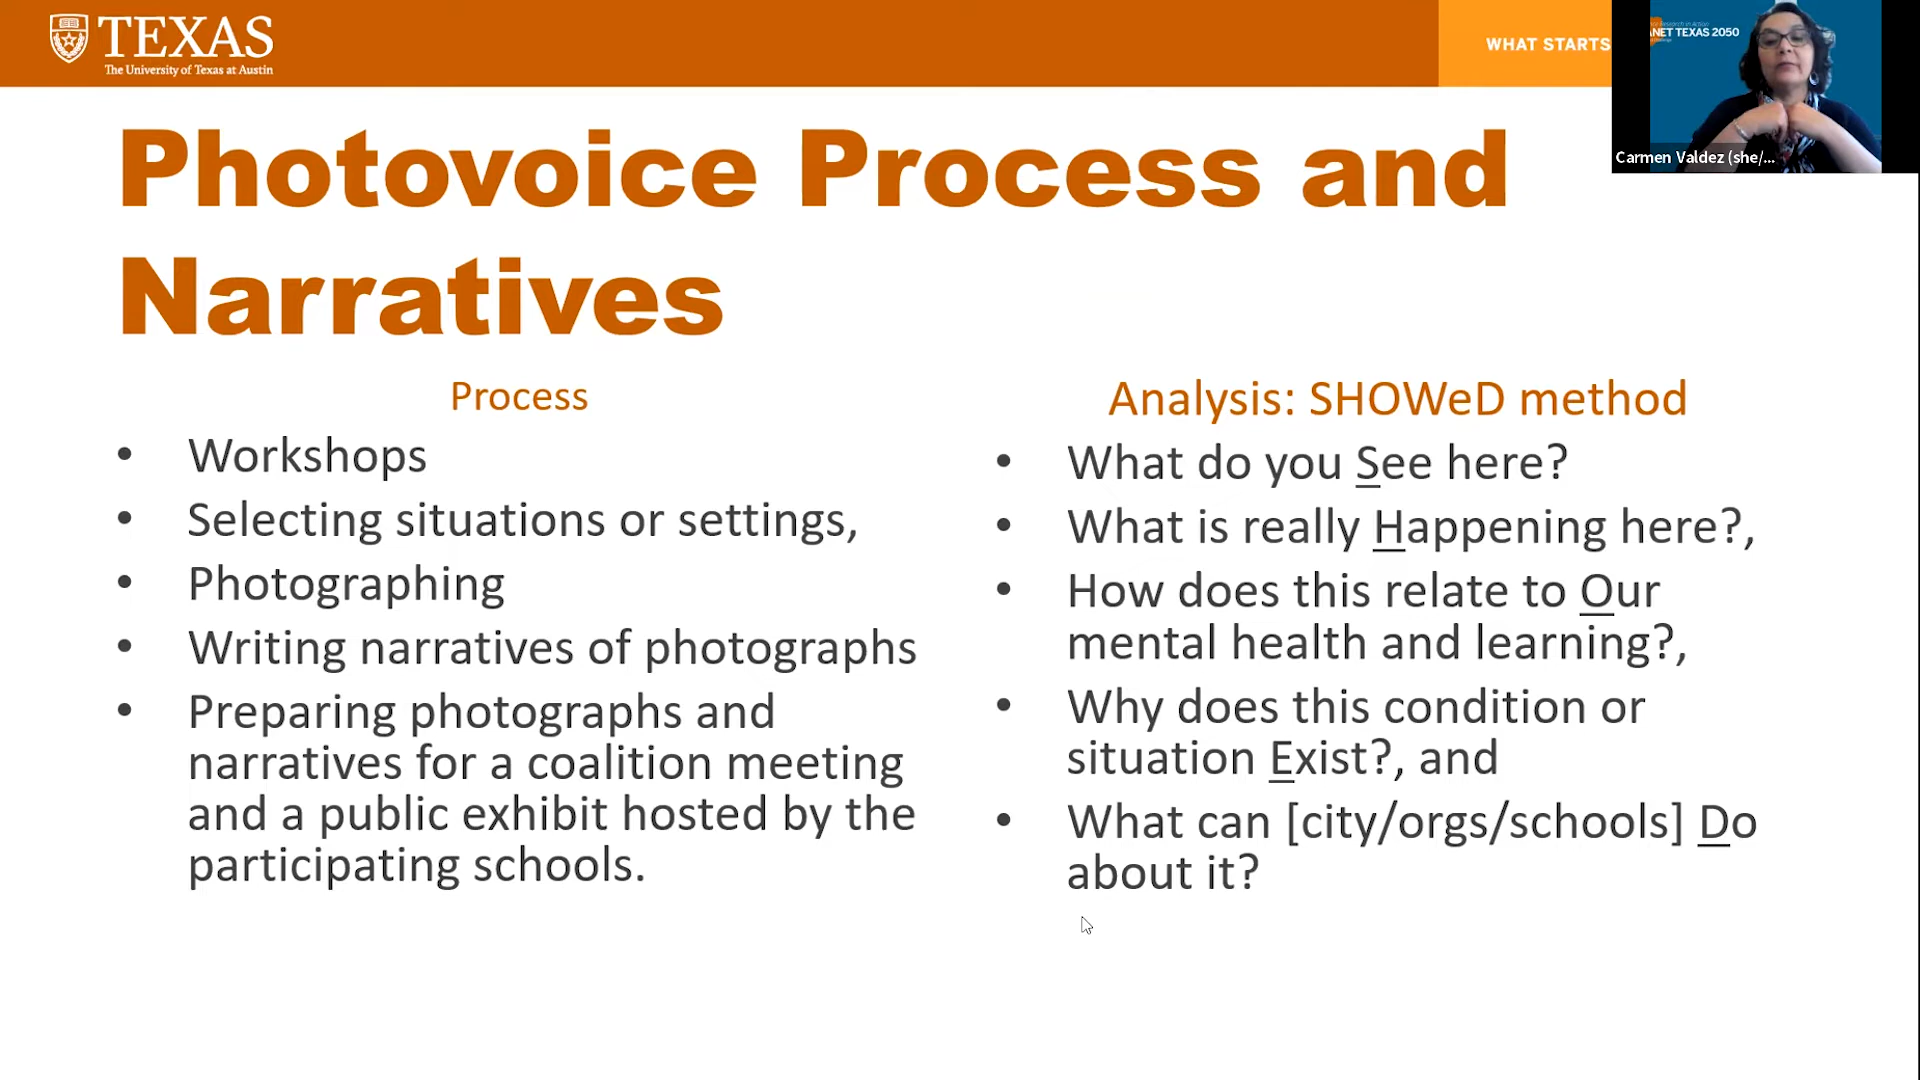 TEXAS
The University of Texas at Austin
WHAT STARTS
ANET TEXAS 2050
Carmen Valdez (she/...
Photovoice Process and
Narratives
Process
• Workshops
• Selecting situations or settings,
• Photographing
• Writing narratives of photographs
• Preparing photographs and
narratives for a coalition meeting
and a public exhibit hosted by the
participating schools.
Analysis: SHOWeD method
• What do you See here?
• What is really Happening here?,
• How does this relate to Our
mental health and learning?,
• Why does this condition or
situation Exist?, and
• What can [city/orgs/schools] Do
about it?